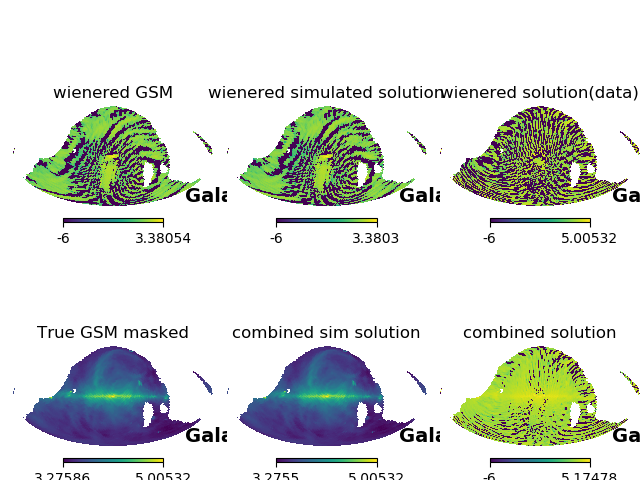 wienered GSM
wienered simulated solution
wienered solution(data)
Gala
Gala
Ga
-6
3.38054
-6
3.3803
-6
5.00532
True GSM masked
combined sim solution
combined solution
Gala
Gala
Ga
3.27586
5.00532
3.2755
5.00532
-6
5.17478